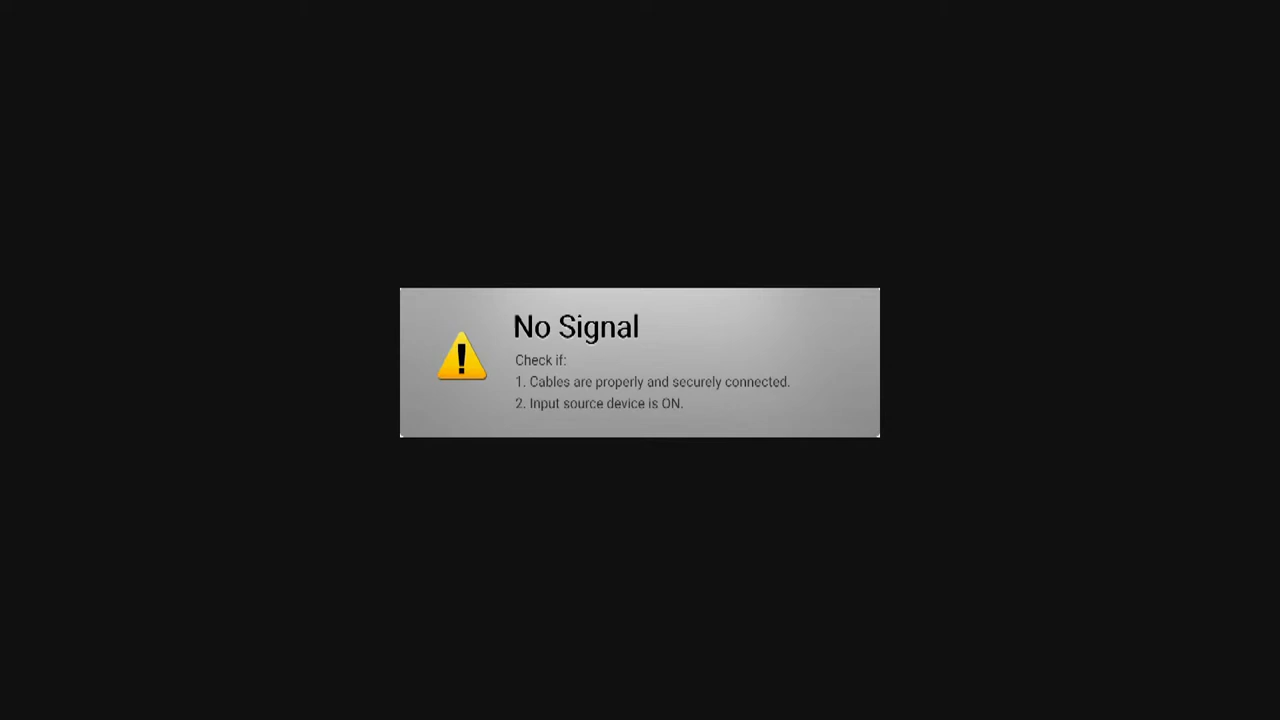 No Signal
Check if:
1. Cables are properly and securely connected.
2. Input source device is ON.